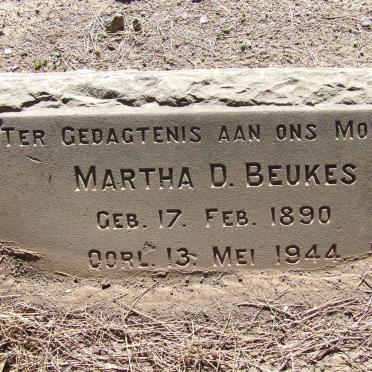 TER GEDAGTENIS AAN ONS
MARTHA D. BEUKES
GEB. 17. FEB. 1890
OORL. 13. MEI 1944